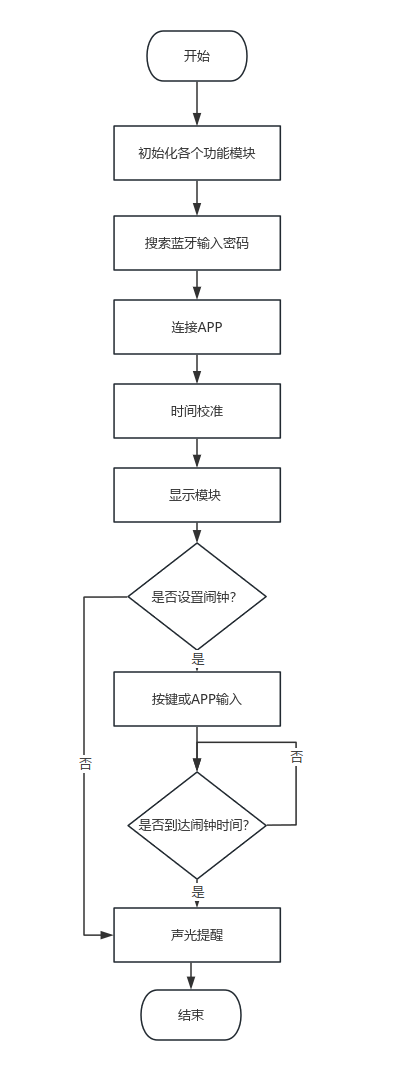 开始
初始化各个功能模块
搜索蓝牙输入密码
连接APP
时间校准
显示模块
是否设置闹钟?
是
按键或APP输入
否
否
是否到达闹钟时间?
是
声光提醒
结束